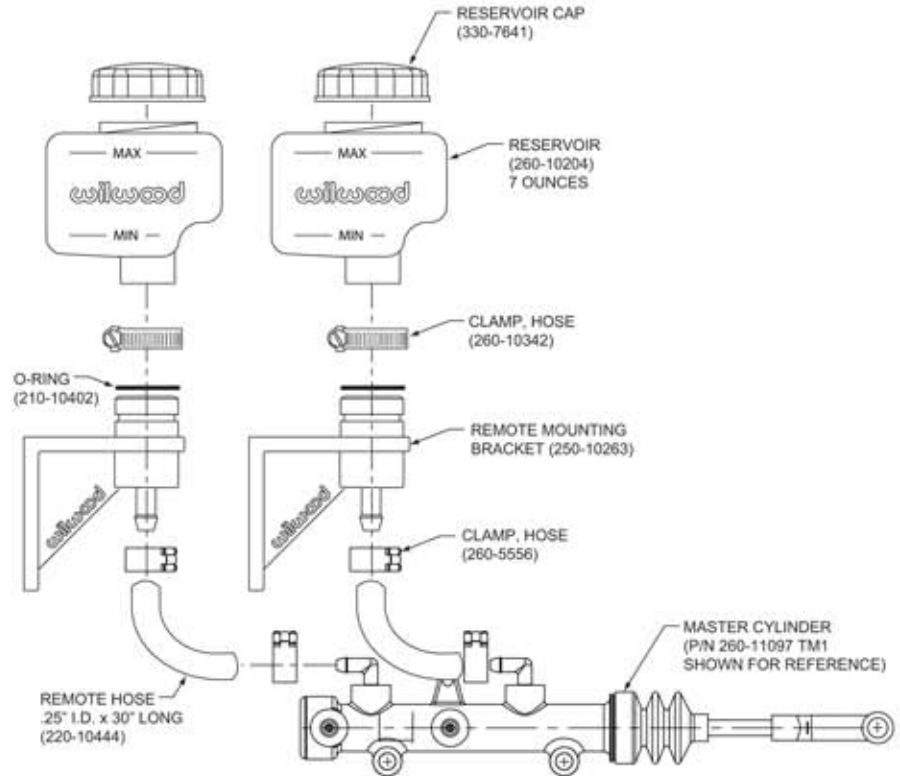 RESERVOIR CAP
(330-7641)
MAX
wilwood
MIN
MAX
wilwood
MIN
RESERVOIR
(260-10204)
7 OUNCES
CLAMP, HOSE
(260-10342)
O-RING
(210-10402)
REMOTE MOUNTING
BRACKET (250-10263)
wilwood
wilwood
CLAMP, HOSE
(260-5556)
MASTER CYLINDER
(P/N 260-11097 TM1
SHOWN FOR REFERENCE)
REMOTE HOSE
.25" I.D. x 30" LONG
(220-10444)